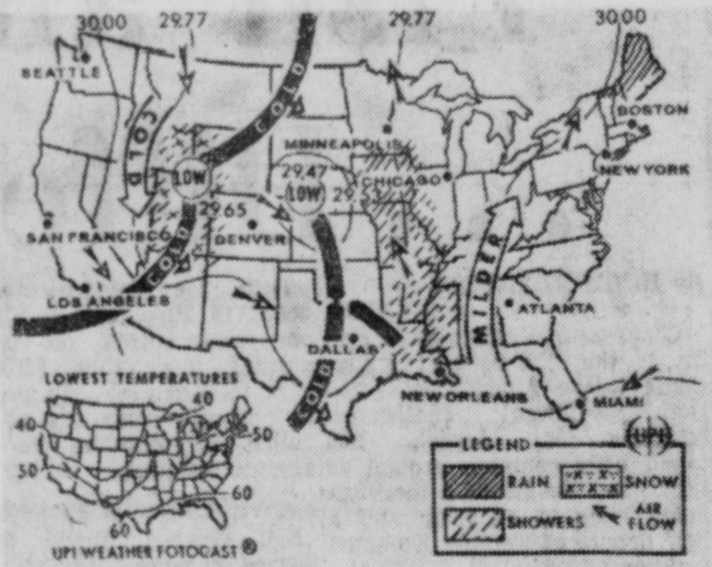 30.00 29.77 29.77 30.00
SEATTLE
COLD
COLD
BOSTON
MINNEAPOLIS
NEW YORK
LOW
29.47
LOW
CHICAGO
29.65
SAN FRANCISCO
DENVER
COLD
MILDER
LOS ANGELES
ATLANTA
DALLAS
COLD
NEW ORLEANS
MIAMI
LOWEST TEMPERATURES
40
40
50
50
60
60
UPI WEATHER FOTOCAST ®
UPI
LEGEND
RAIN
SNOW
SHOWERS
AIR
FLOW